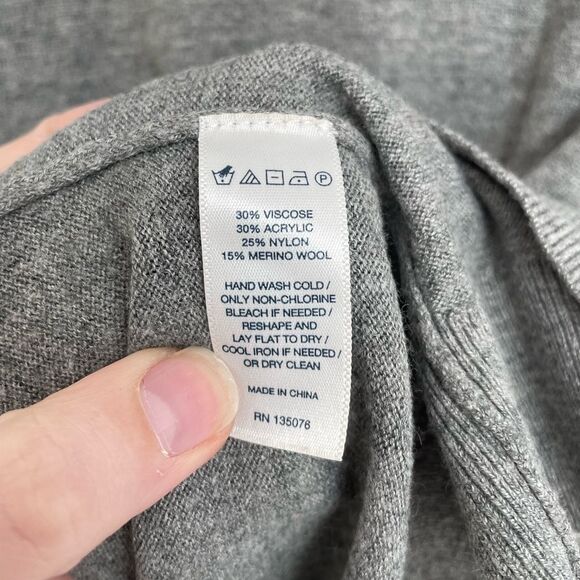 P
30% VISCOSE
30% ACRYLIC
25% NYLON
15% MERINO WOOL
HAND WASH COLD /
ONLY NON-CHLORINE
BLEACH IF NEEDED /
RESHAPE AND
LAY FLAT TO DRY /
COOL IRON IF NEEDED /
OR DRY CLEAN
MADE IN CHINA
RN 135076